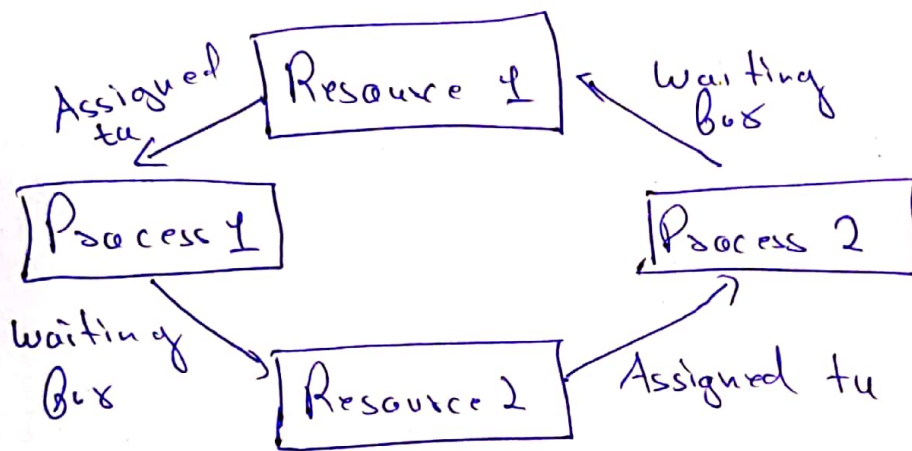 Resource 1
Assigned
to
Waiting
for
Process 1
Process 2
Waiting
for
Resource 2
Assigned to